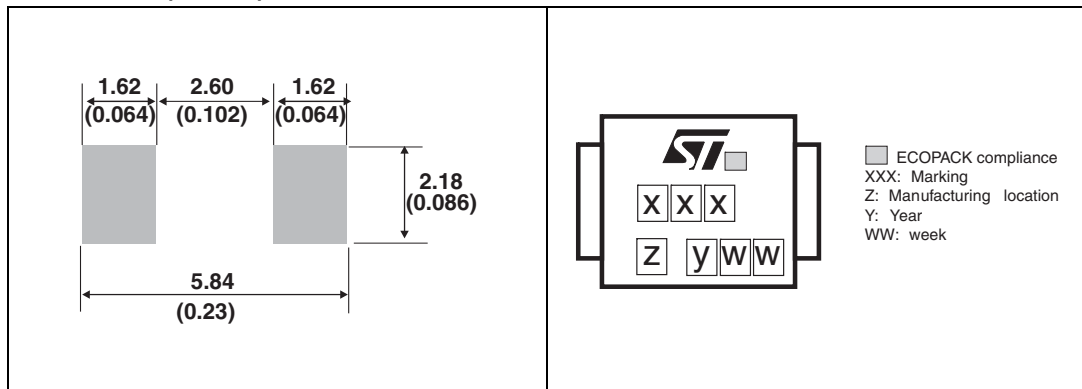 1.62 2.60 1.62
(0.064) (0.102) (0.064)
2.18
(0.086)
5.84
(0.23)
ST
x x x
z y w w
ECOPACK compliance
XXX: Marking
Z: Manufacturing location
Y: Year
WW: week